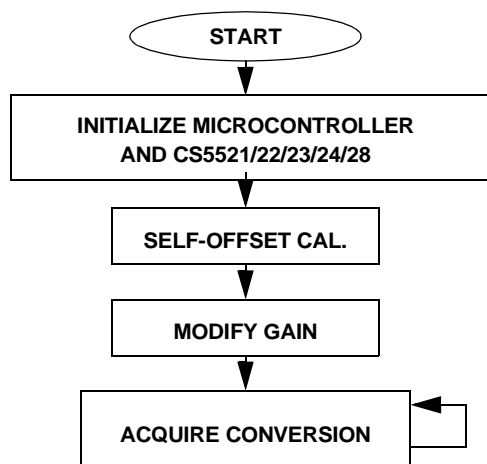 START
INITIALIZE MICROCONTROLLER
AND CS5521/22/23/24/28
SELF-OFFSET CAL.
MODIFY GAIN
ACQUIRE CONVERSION